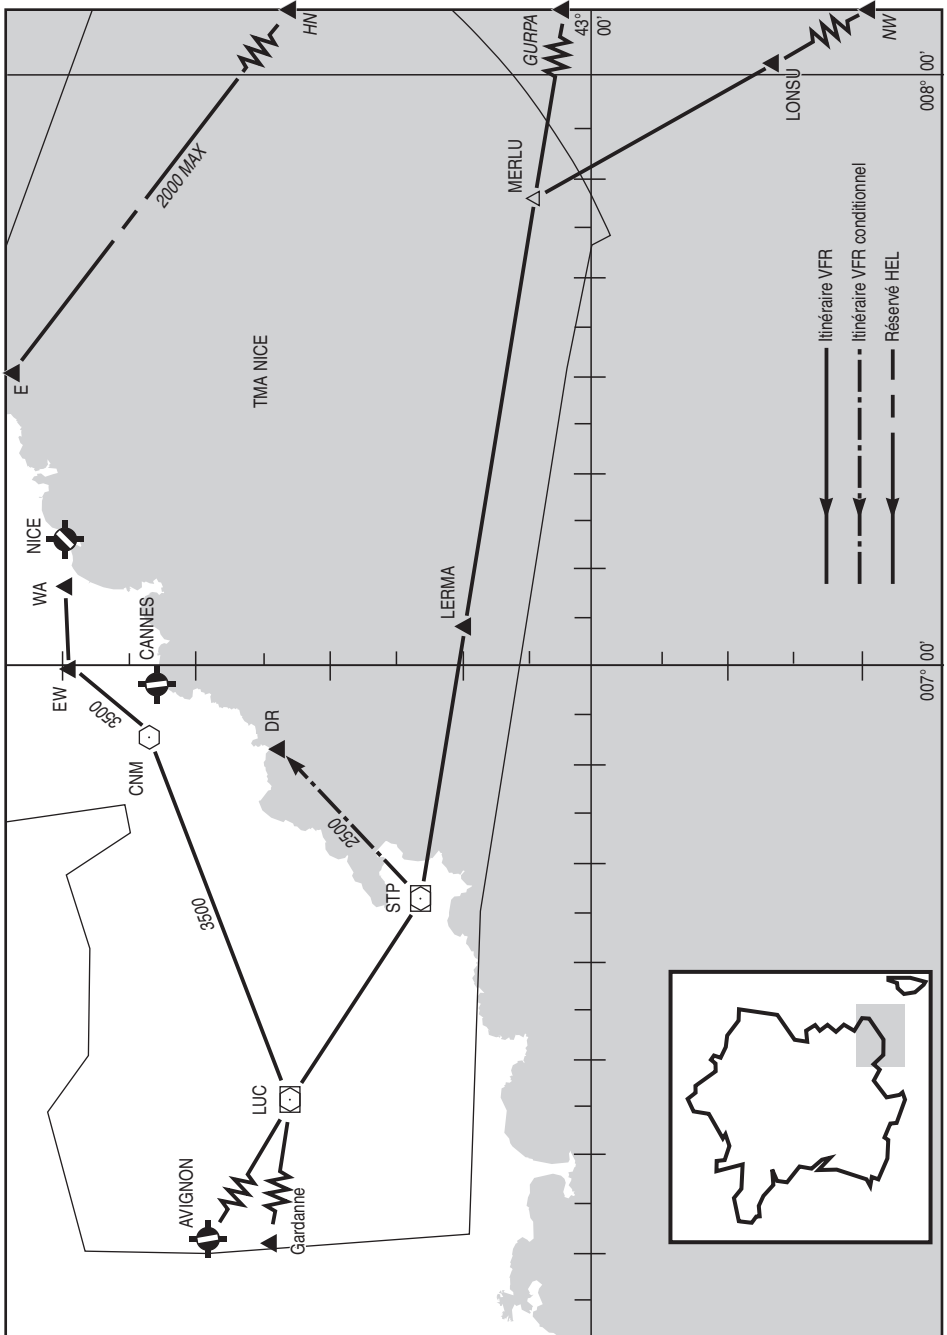 AVIGNON
Gardanne
LUC
3500
CNM
3500
EW
WA
NICE
CANNES
DR
2500
STP
LERMA
E
TMA NICE
2000 MAX
HN
MERLU
GURPA
43°
00'
LONSU
NW
007° 00'
008° 00'
Itinéraire VFR
Itinéraire VFR conditionnel
Réservé HEL